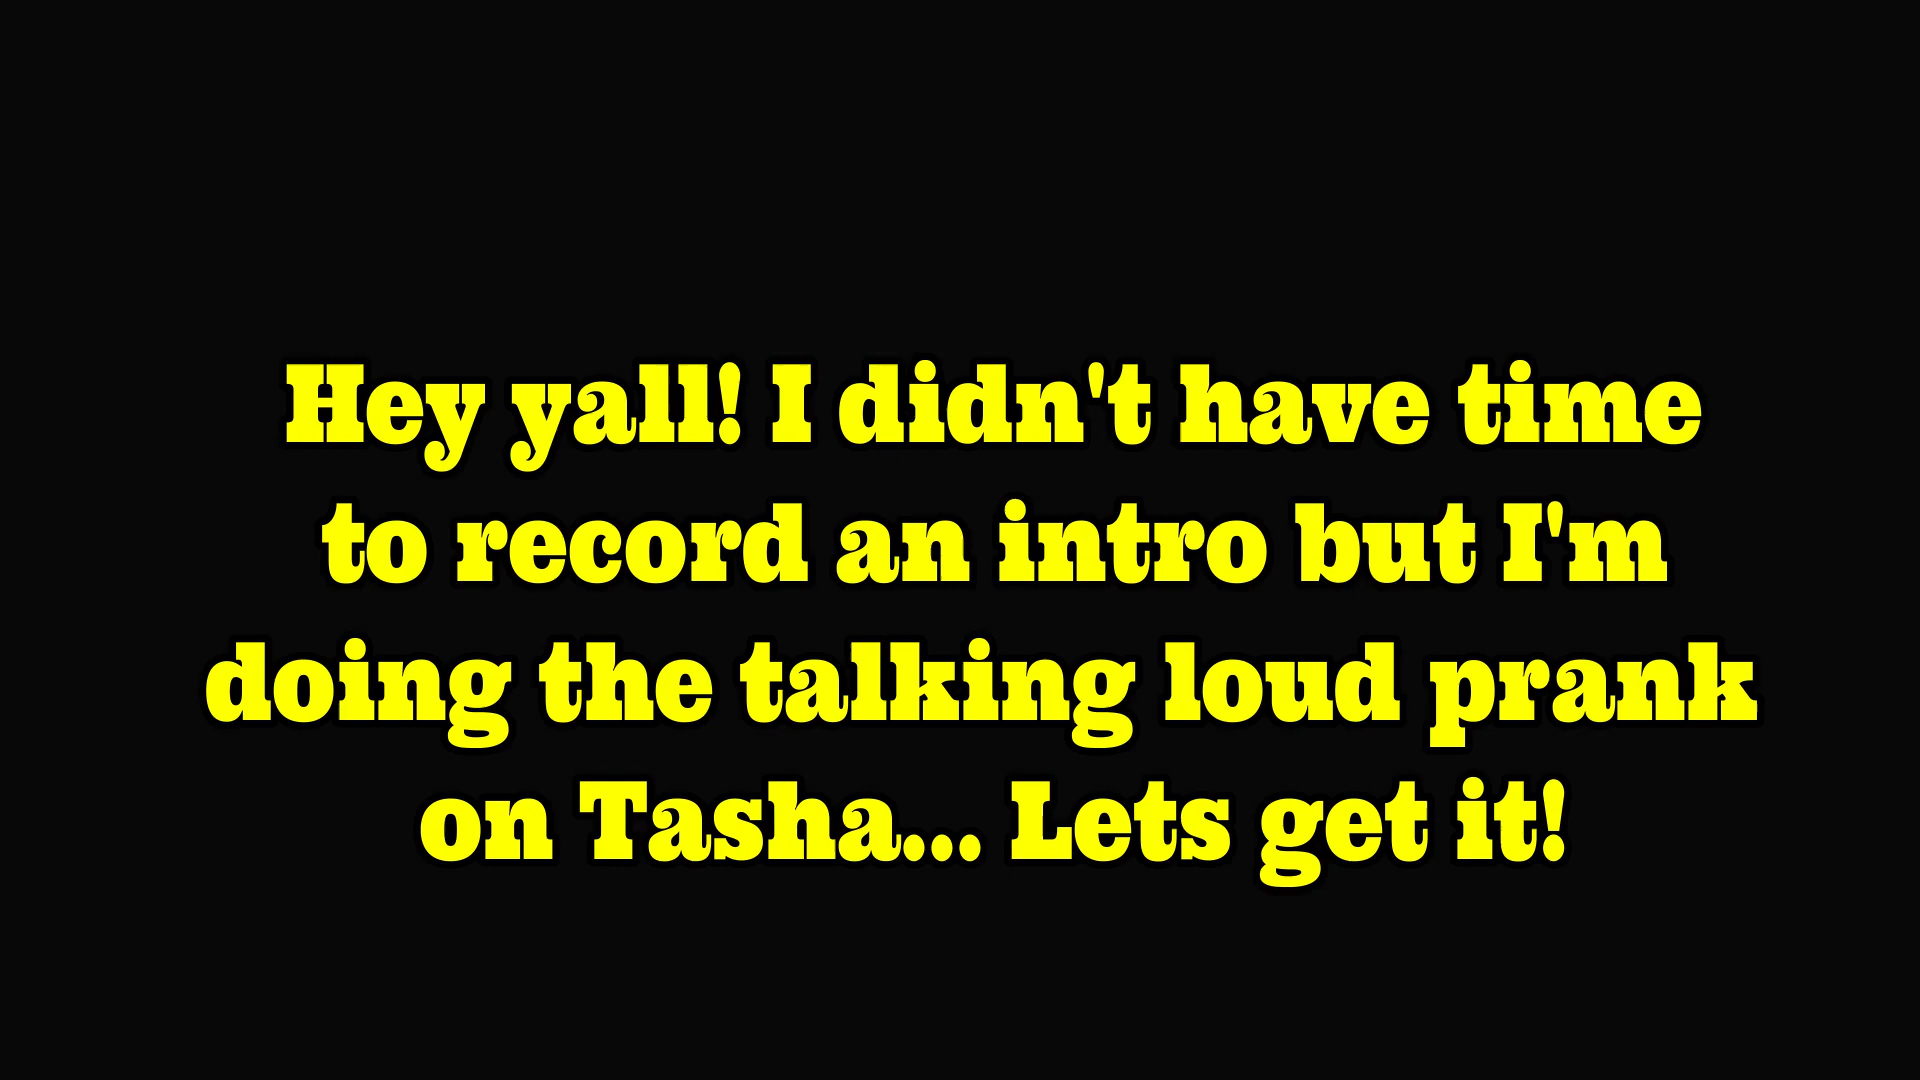 Hey yall! I didn't have time
to record an intro but I'm
doing the talking loud prank
on Tasha... Lets get it!